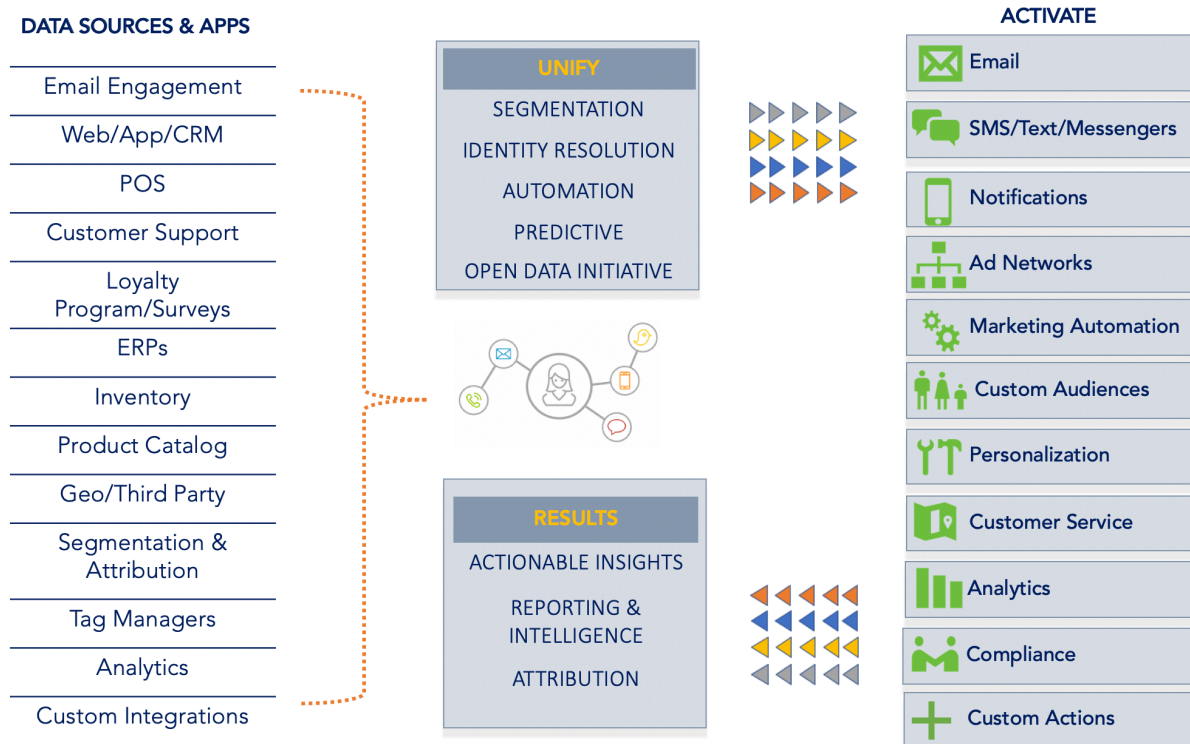 DATA SOURCES & APPS
Email Engagement
Web/App/CRM
POS
Customer Support
Loyalty
Program/Surveys
ERPs
Inventory
Product Catalog
Geo/Third Party
Segmentation &
Attribution
Tag Managers
Analytics
Custom Integrations
UNIFY
SEGMENTATION
IDENTITY RESOLUTION
AUTOMATION
PREDICTIVE
OPEN DATA INITIATIVE
RESULTS
ACTIONABLE INSIGHTS
REPORTING &
INTELLIGENCE
ATTRIBUTION
ACTIVATE
Email
SMS/Text/Messengers
Notifications
Ad Networks
Marketing Automation
Custom Audiences
Personalization
Customer Service
Analytics
Compliance
Custom Actions